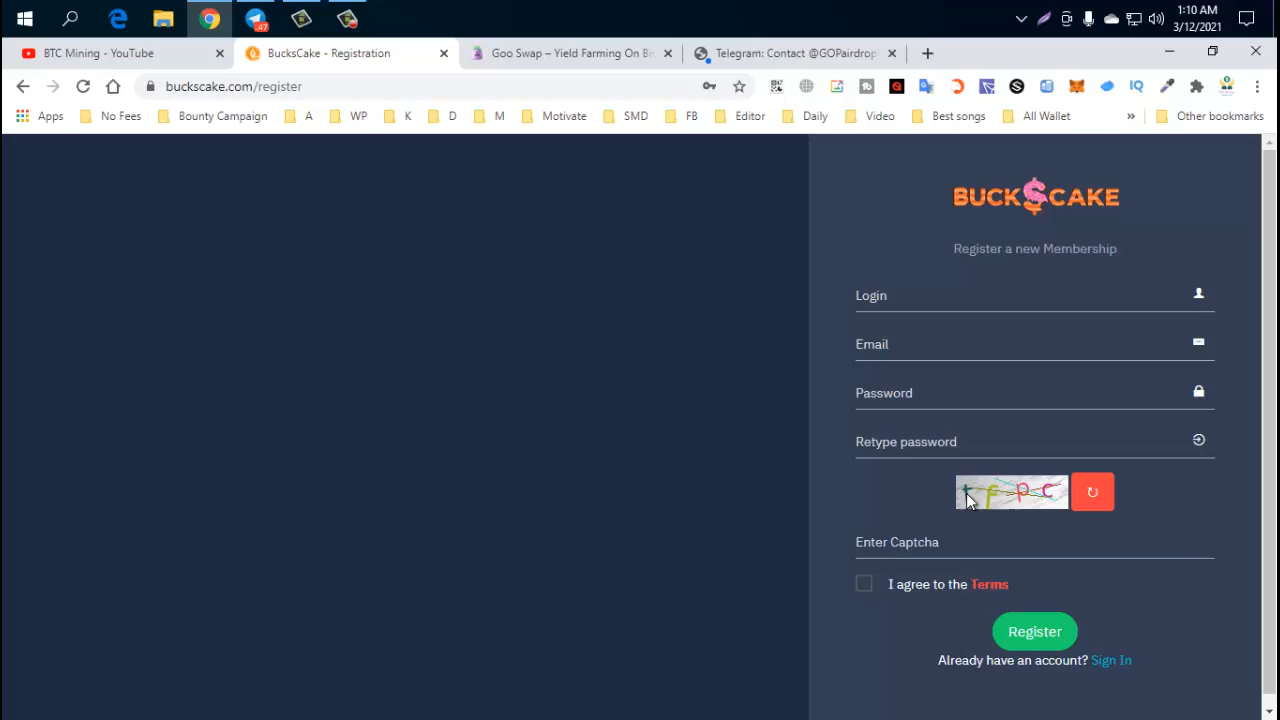 1:10 AM
3/12/2021
47
BTC Mining - YouTube
BucksCake - Registration
Goo Swap – Yield Farming On Bi
Telegram: Contact @GOPairdrop
buckscake.com/register
Apps
No Fees
Bounty Campaign
A
WP
K
D
M
Motivate
SMD
FB
Editor
Daily
Video
Best songs
All Wallet
»
Other bookmarks
BUCK$CAKE
Register a new Membership
Login
Email
Password
Retype password
Enter Captcha
I agree to the Terms
Register
Already have an account? Sign In